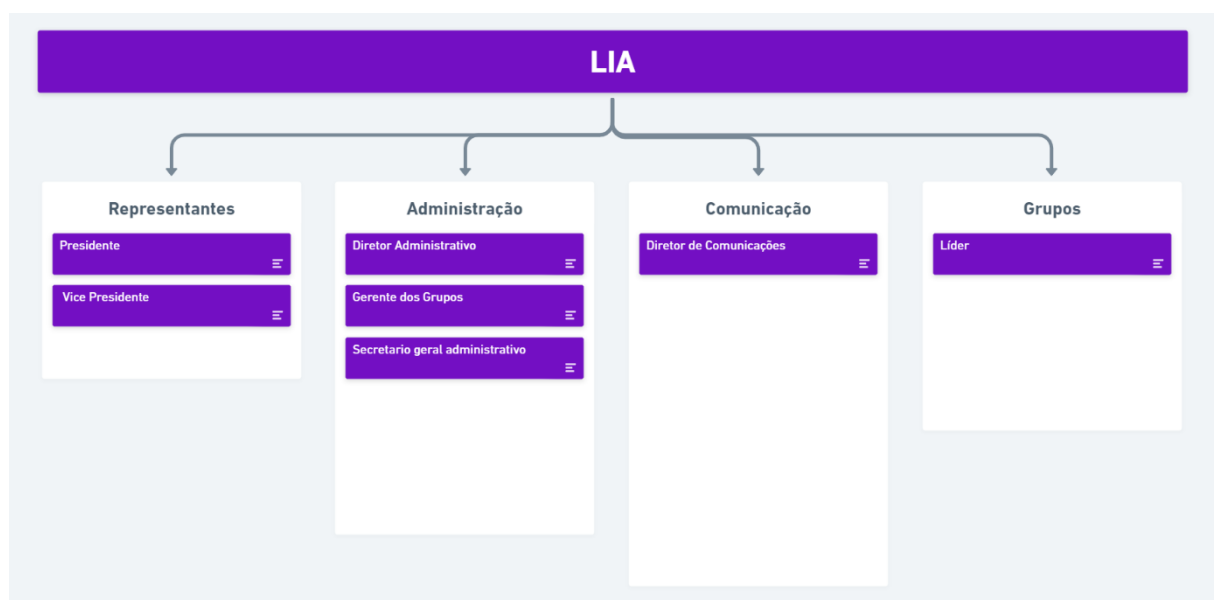 LIA
Representantes
Presidente
Vice Presidente
Administração
Diretor Administrativo
Gerente dos Grupos
Secretario geral administrativo
Comunicação
Diretor de Comunicações
Grupos
Líder